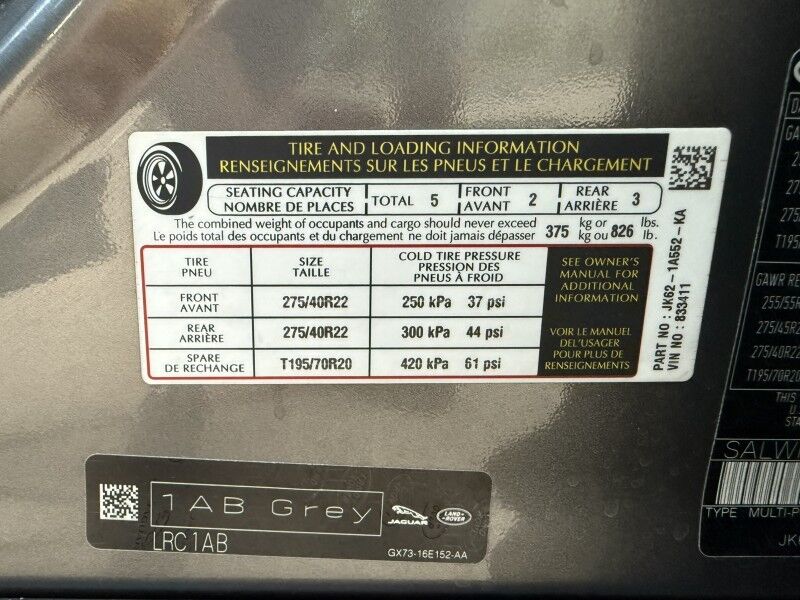 TIRE AND LOADING INFORMATION
RENSEIGNEMENTS SUR LES PNEUS ET LE CHARGEMENT
SEATING CAPACITY
NOMBRE DE PLACES
TOTAL 5
FRONT
AVANT 2
REAR
ARRIÈRE 3
The combined weight of occupants and cargo should never exceed
Le poids total des occupants et du chargement ne doit jamais dépasser
375 kg or
kg ou 826 lbs.
lb.
TIRE
PNEU
SIZE
TAILLE
COLD TIRE PRESSURE
PRESSION DES
PNEUS À FROID
FRONT
AVANT
275/40R22
250 kPa 37 psi
REAR
ARRIÈRE
275/40R22
300 kPa 44 psi
SPARE
DE RECHANGE
T195/70R20
420 kPa 61 psi
SEE OWNER'S
MANUAL FOR
ADDITIONAL
INFORMATION
VOIR LE MANUEL
DEL'USAGER
POUR PLUS DE
RENSEIGNEMENTS
PART NO : JK62-1A552-KA
VIN NO : 833411
1AB Grey
LRC1AB
JAGUAR
LAND-
ROVER
GX73-16E152-AA
GAWR RE
255/55R
275/45R2
275/40R22
T195/70R20
THIS
U.
STA
SALW
TYPE MULTI-P